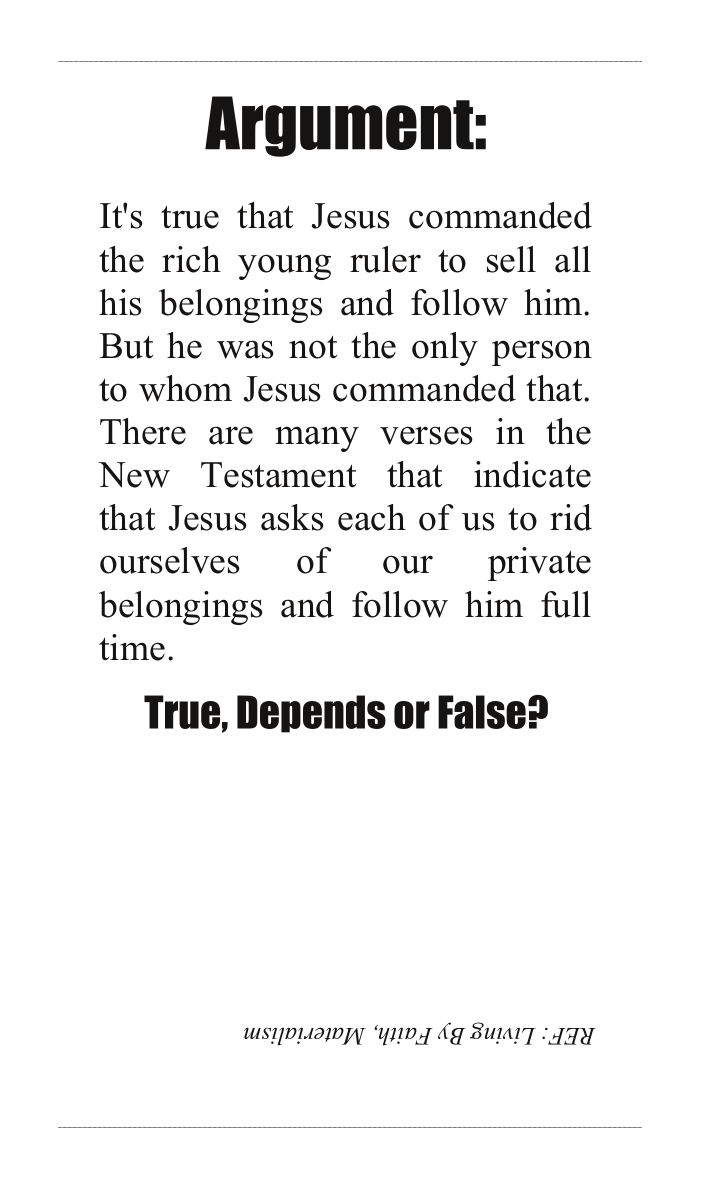 Argument:
It's true that Jesus commanded
the rich young ruler to sell all
his belongings and follow him.
But he was not the only person
to whom Jesus commanded that.
There are many verses in the
New Testament that indicate
that Jesus asks each of us to rid
ourselves of our private
belongings and follow him full
time.
True, Depends or False?
REF: Living By Faith, Materialism